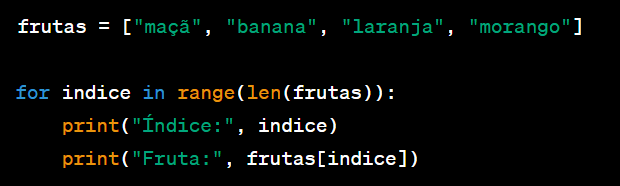 frutas = ["maçã", "banana", "laranja", "morango"]
for indice in range(len(frutas)):
    print("Índice:", indice)
    print("Fruta:", frutas[indice])